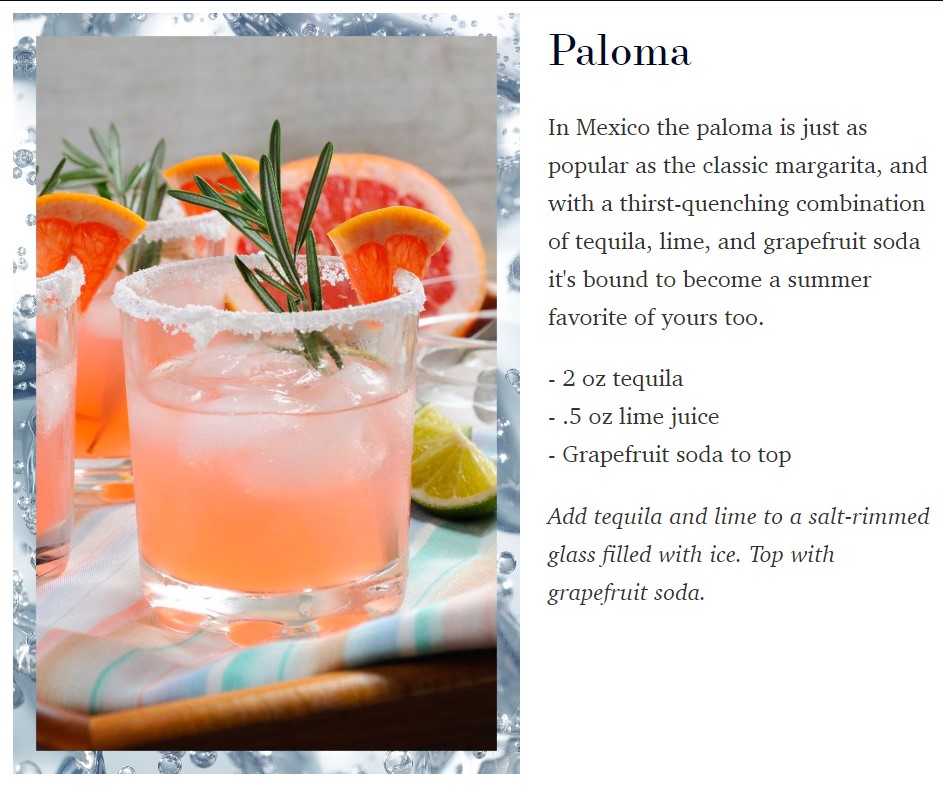 Paloma
In Mexico the paloma is just as
popular as the classic margarita, and
with a thirst-quenching combination
of tequila, lime, and grapefruit soda
it's bound to become a summer
favorite of yours too.
- 2 oz tequila
- .5 oz lime juice
- Grapefruit soda to top
Add tequila and lime to a salt-rimmed
glass filled with ice. Top with
grapefruit soda.